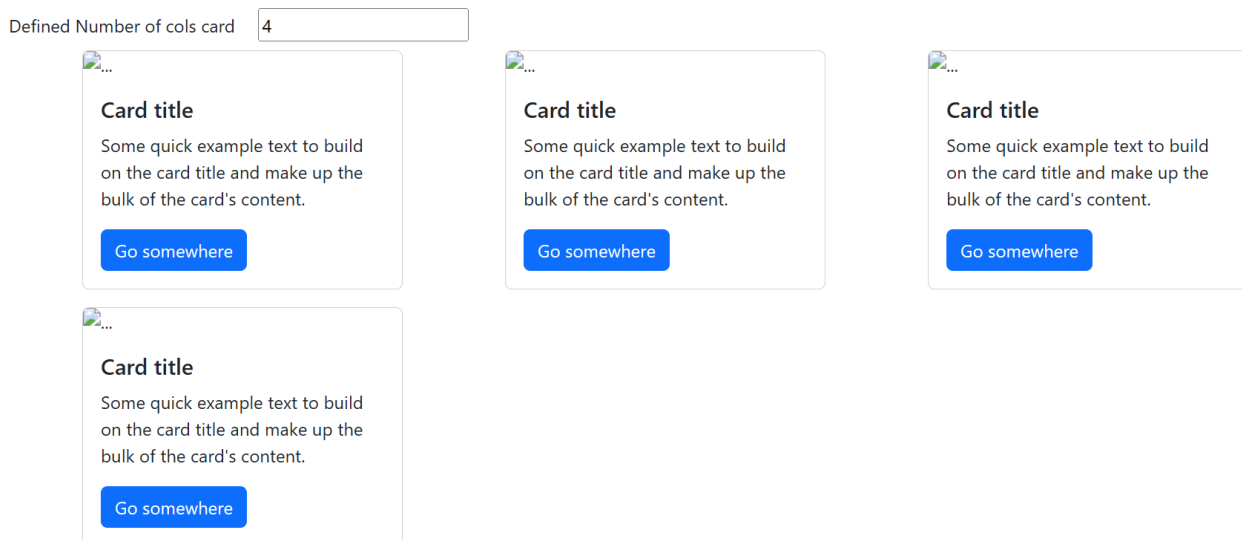 Defined Number of cols card 4
... ... ...
Card title Card title Card title
Some quick example text to build Some quick example text to build Some quick example text to build
on the card title and make up the on the card title and make up the on the card title and make up the
bulk of the card's content. bulk of the card's content. bulk of the card's content.
Go somewhere Go somewhere Go somewhere
...
Card title
Some quick example text to build
on the card title and make up the
bulk of the card's content.
Go somewhere